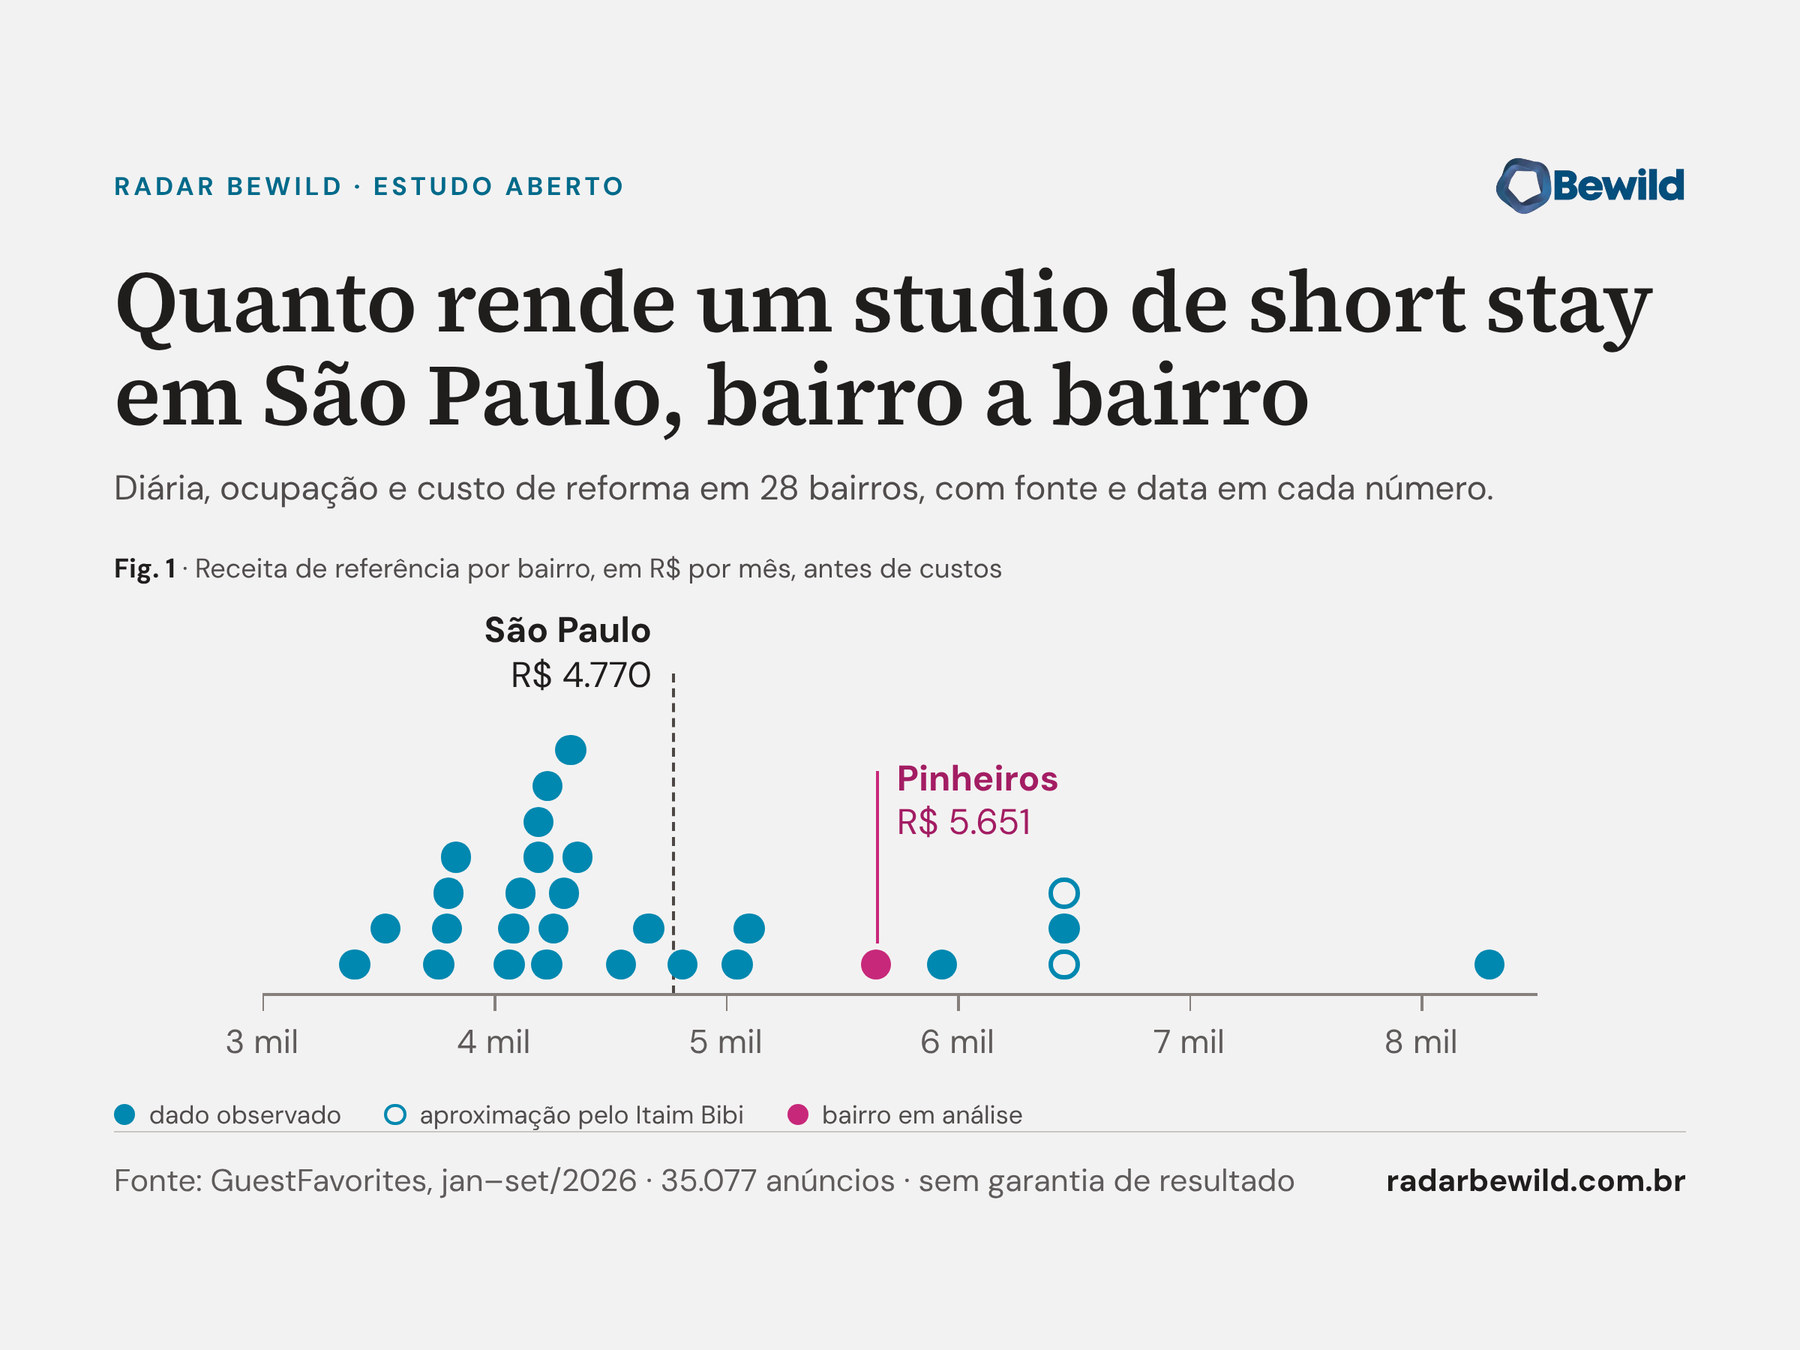 RADAR BEWILD · ESTUDO ABERTO
Bewild
Quanto rende um studio de short stay
em São Paulo, bairro a bairro
Diária, ocupação e custo de reforma em 28 bairros, com fonte e data em cada número.
Fig. 1 · Receita de referência por bairro, em R$ por mês, antes de custos
São Paulo
R$ 4.770
Pinheiros
R$ 5.651
3 mil 4 mil 5 mil 6 mil 7 mil 8 mil
dado observado aproximação pelo Itaim Bibi bairro em análise
Fonte: GuestFavorites, jan–set/2026 · 35.077 anúncios · sem garantia de resultado radarbewild.com.br